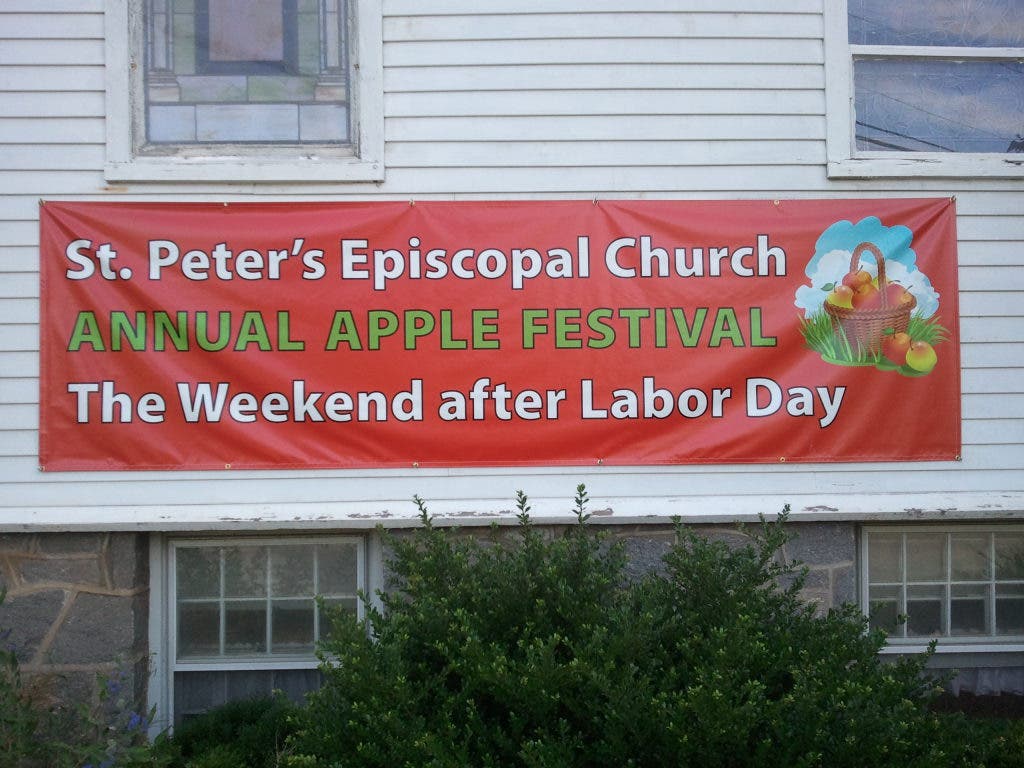 St. Peter’s Episcopal Church
ANNUAL APPLE FESTIVAL
The Weekend after Labor Day